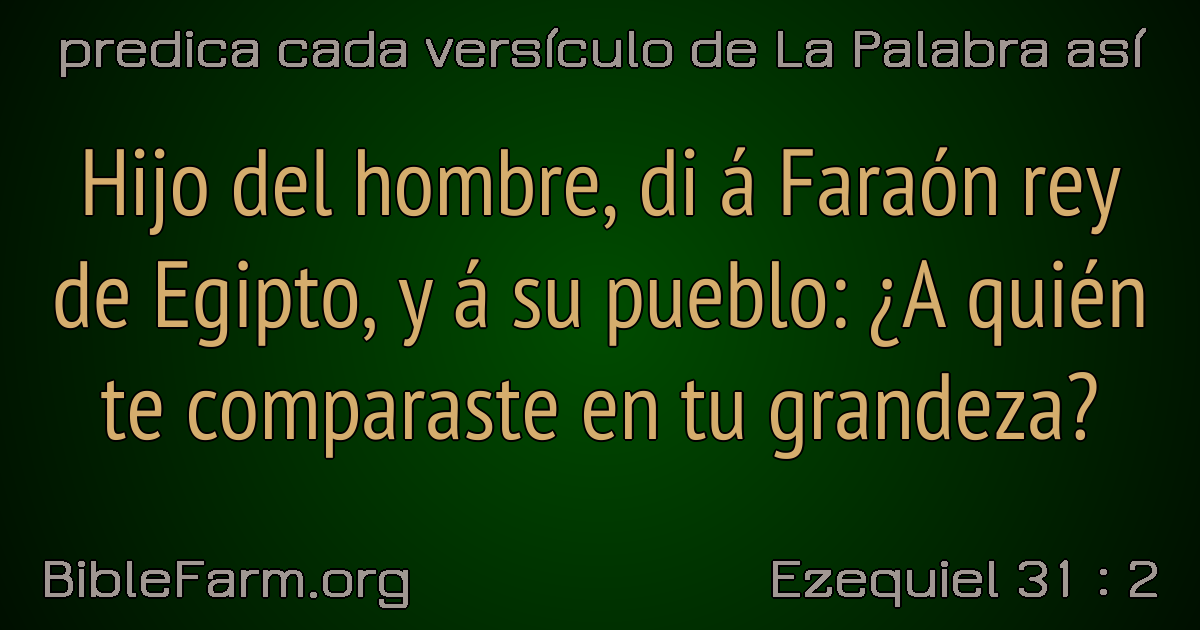 predica cada versículo de La Palabra así
Hijo del hombre, di á Faraón rey
de Egipto, y á su pueblo: ¿A quién
te comparaste en tu grandeza?
BibleFarm.org
Ezequiel 31 : 2